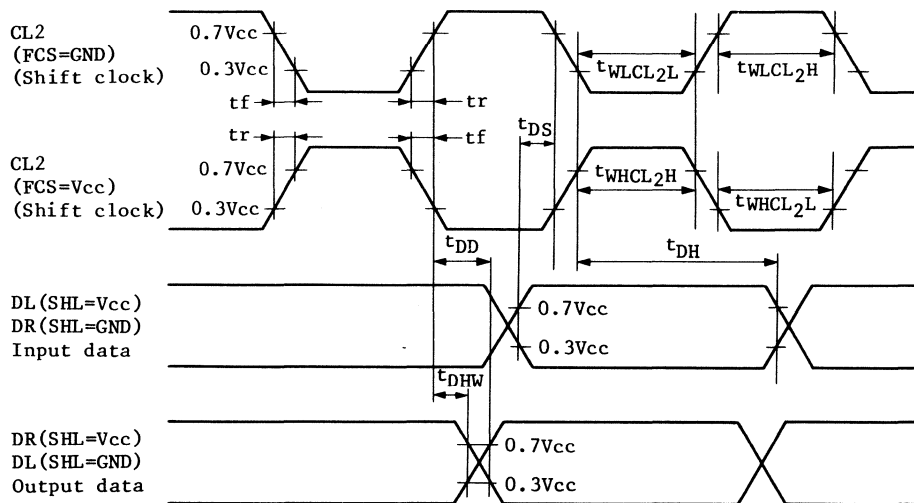 CL2
(FCS=GND)
(Shift clock)
0.7Vcc
0.3Vcc
tf
tr
tWLCL2L
tWLCL2H
tr
tf
tDS
CL2
(FCS=Vcc)
(Shift clock)
0.7Vcc
0.3Vcc
tWHCL2H
tWHCL2L
tDD
tDH
DL(SHL=Vcc)
DR(SHL=GND)
Input data
0.7Vcc
0.3Vcc
tDHW
DR(SHL=Vcc)
DL(SHL=GND)
Output data
0.7Vcc
0.3Vcc